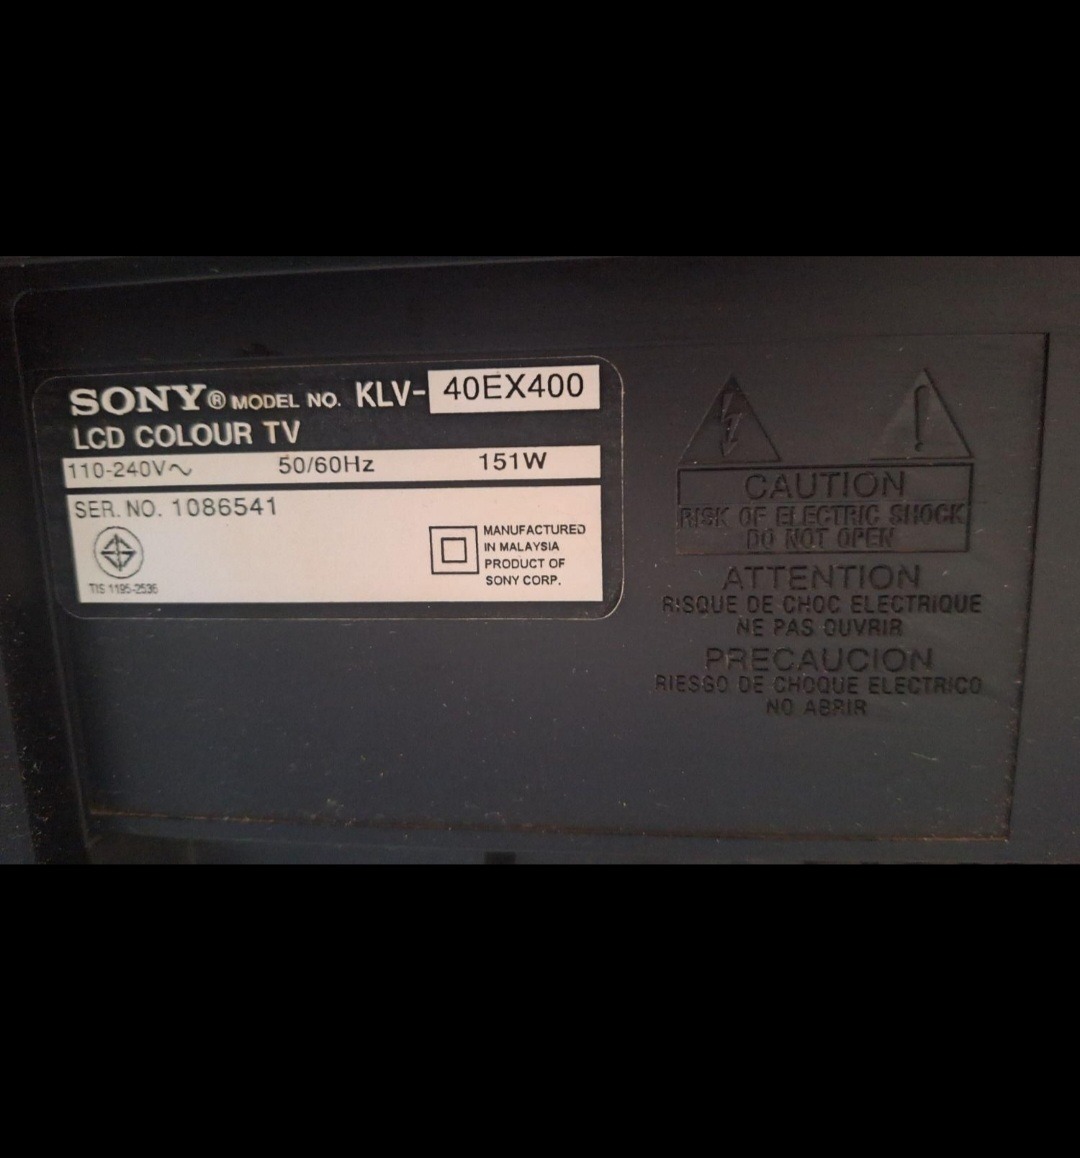 SONY® MODEL NO. KLV-40EX400
LCD COLOUR TV
110-240V~ 50/60Hz 151W
SER. NO. 1086541
TIS 1195-2536
MANUFACTURED
IN MALAYSIA
PRODUCT OF
SONY CORP.
CAUTION
RISK OF ELECTRIC SHOCK
DO NOT OPEN
ATTENTION
RISQUE DE CHOC ELECTRIQUE
NE PAS OUVRIR
PRECAUCION
RIESGO DE CHOQUE ELECTRICO
NO ABRIR